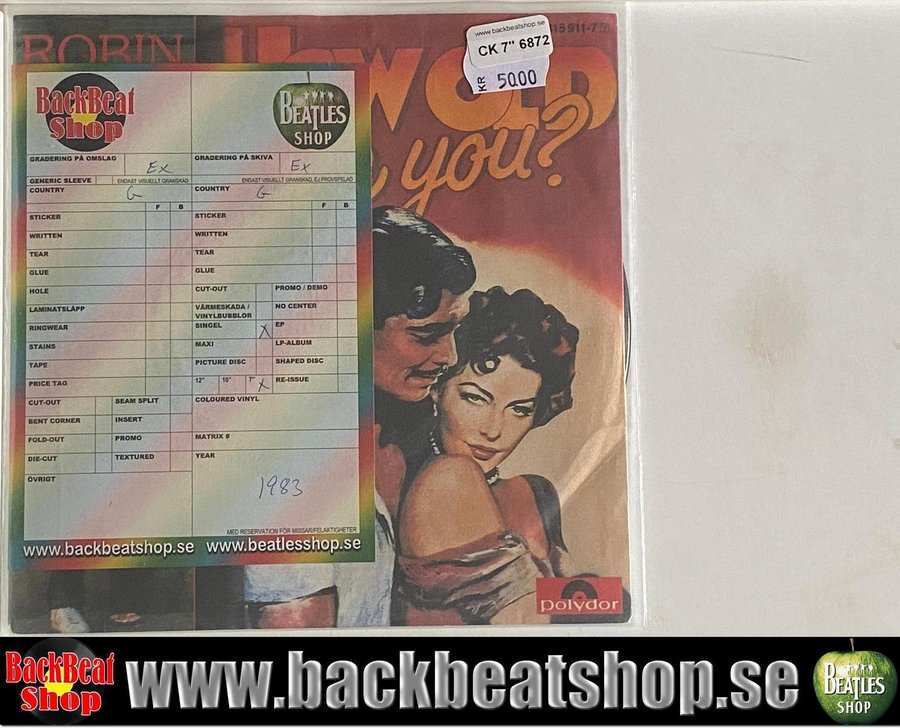 ROBIN
OLD
you?
815 911-7
www.backbeatshop.se
CK 7" 6872
KR 50.00
BackBeat
Shop
BEATLES
SHOP
GRADERING PÅ OMSLAG Ex
GRADERING PÅ SKIVA Ex
GENERIC SLEEVE ENDAST VISUELLT GRANSKAD
ENDAST VISUELLT GRANSKAD, EJ PROVSPELAD
COUNTRY G
COUNTRY G
F B
F B
STICKER
STICKER
WRITTEN
WRITTEN
TEAR
TEAR
GLUE
GLUE
HOLE
CUT-OUT PROMO / DEMO
LAMINATSLÄPP
VÄRMESKADA / NO CENTER
VINYLBUBBLOR
RINGWEAR
SINGEL X EP
STAINS
MAXI LP-ALBUM
TAPE
PICTURE DISC SHAPED DISC
PRICE TAG
12" 10" 7" X RE-ISSUE
CUT-OUT SEAM SPLIT
COLOURED VINYL
BENT CORNER INSERT
FOLD-OUT PROMO
MATRIX #
DIE-CUT TEXTURED
YEAR
ÖVRIGT
1983
MED RESERVATION FÖR MISSAR/FELAKTIGHETER
www.backbeatshop.se www.beatlesshop.se
polydor
BackBeat
Shop
www.backbeatshop.se
BEATLES
SHOP